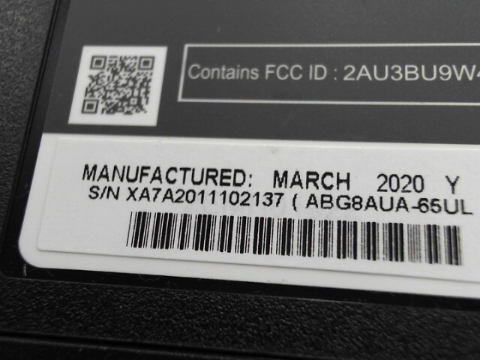 Contains FCC ID : 2AU3BU9W4
MANUFACTURED: MARCH 2020 Y
S/N XA7A2011102137 ( ABG8AUA-65UL